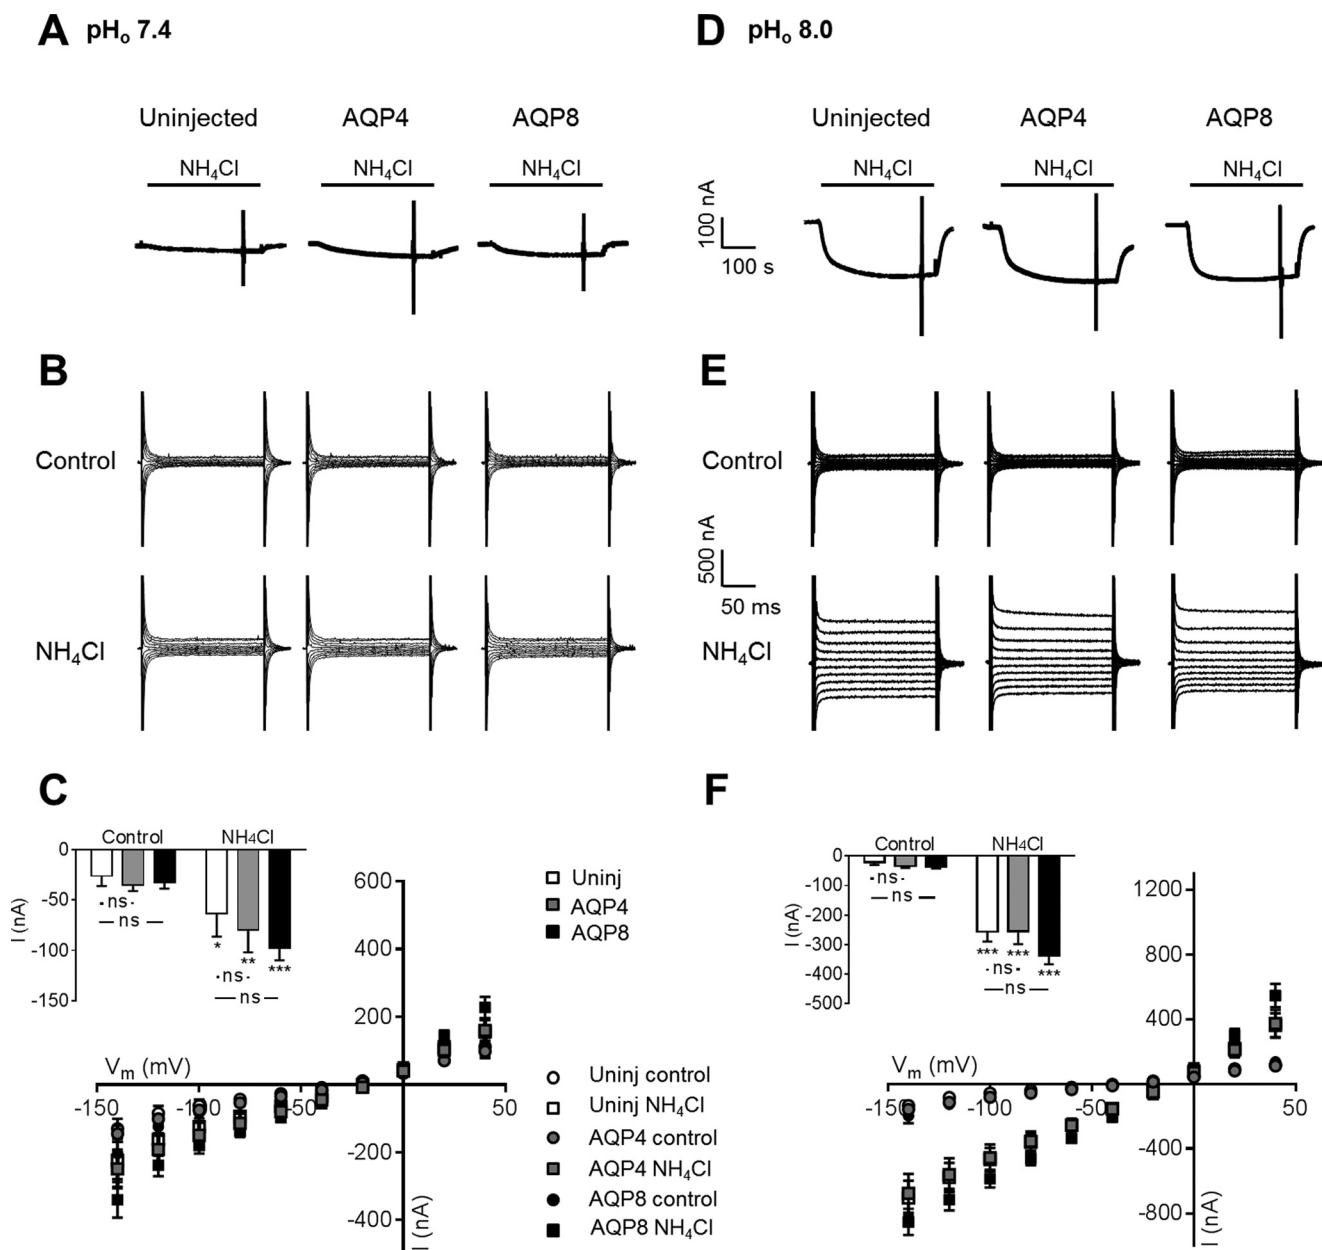 A pHₒ 7.4
Uninjected AQP4 AQP8
NH₄Cl NH₄Cl NH₄Cl
B
Control
NH₄Cl
C
Control NH4Cl
0
-50
-100
-150
I (nA)
ns
ns
*
**
***
ns
ns
Uninj
AQP4
AQP8
600
400
200
-200
-400
Vₘ (mV)
-150 -100 -50 50
I (nA)
Uninj control
Uninj NH₄Cl
AQP4 control
AQP4 NH₄Cl
AQP8 control
AQP8 NH₄Cl
D pHₒ 8.0
Uninjected AQP4 AQP8
NH₄Cl NH₄Cl NH₄Cl
100 nA
100 s
E
Control
500 nA
50 ms
NH₄Cl
F
Control NH₄Cl
0
-100
-200
-300
-400
-500
I (nA)
ns
ns
***
***
***
ns
ns
1200
800
400
-400
-800
Vₘ (mV)
-150 -100 -50 50
I (nA)